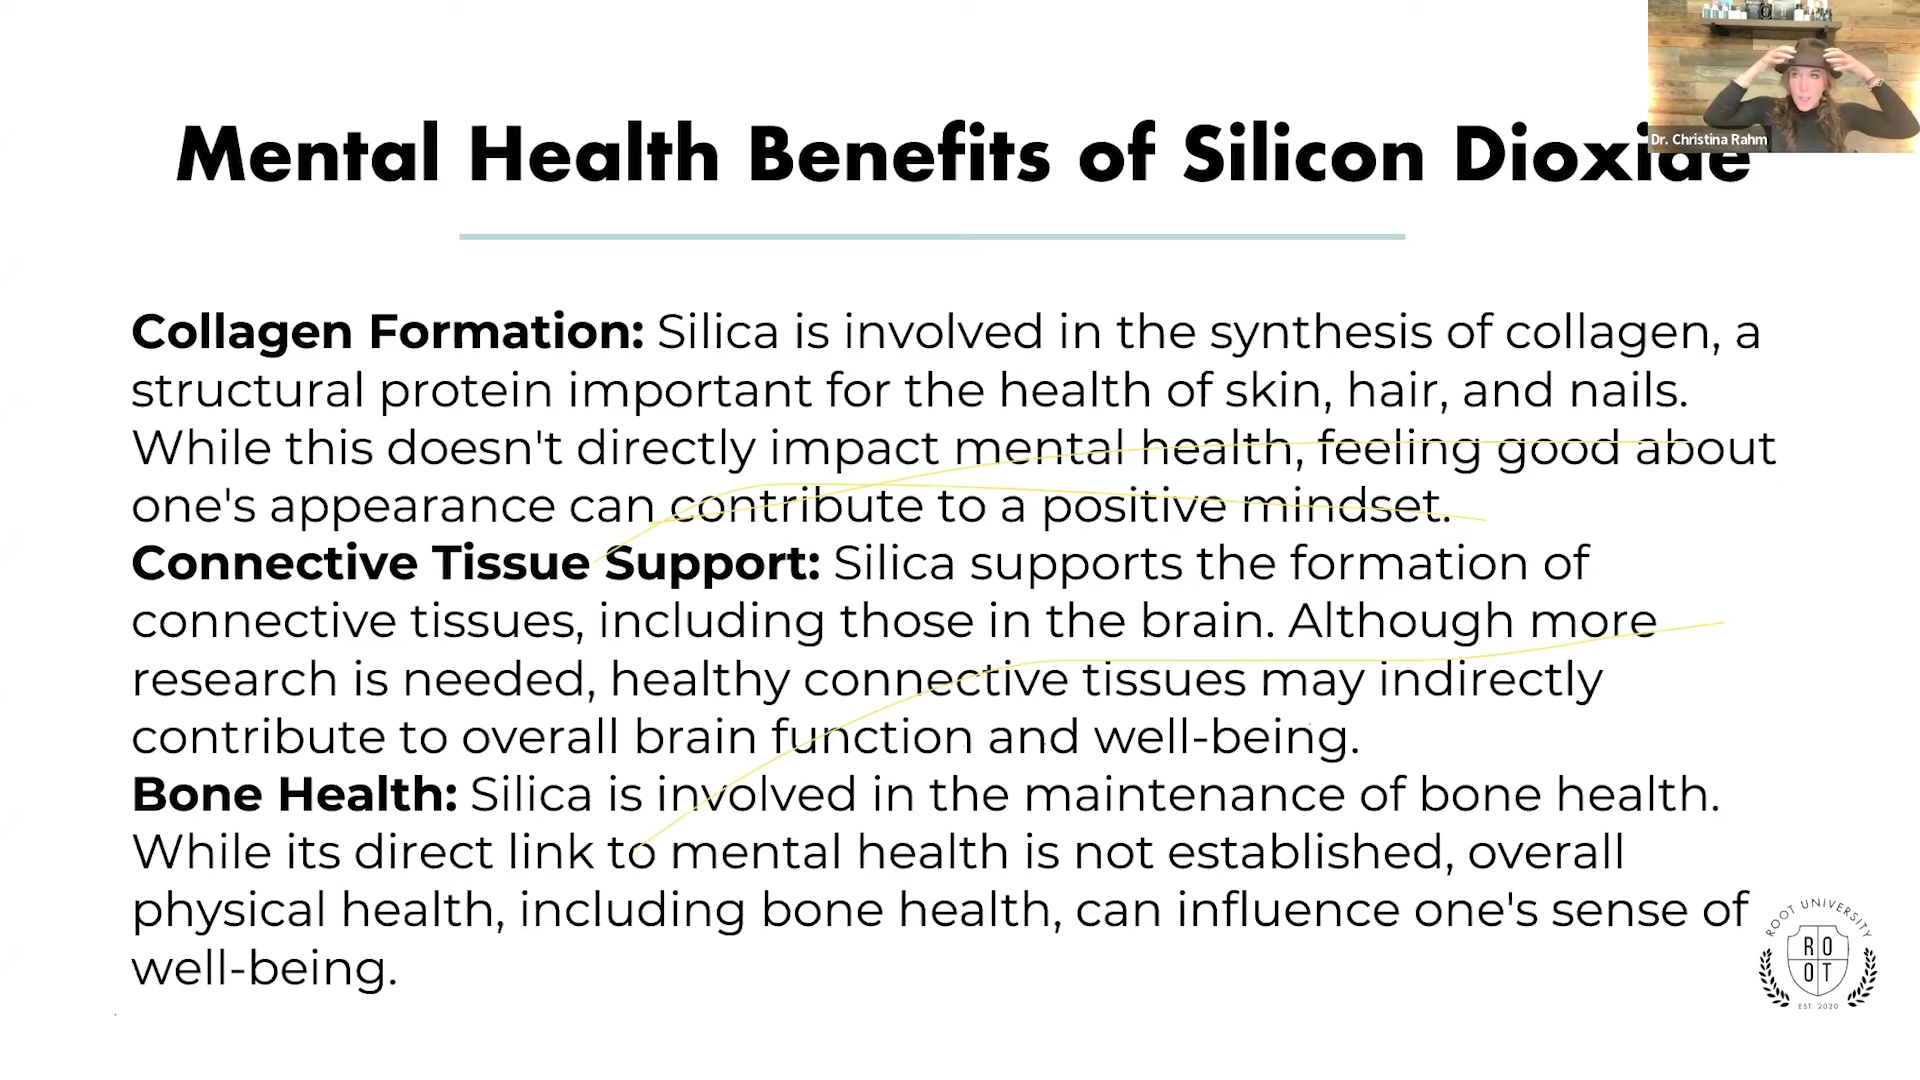 Mental Health Benefits of Silicon Dioxide
Dr. Christina Rahm
Collagen Formation: Silica is involved in the synthesis of collagen, a
structural protein important for the health of skin, hair, and nails.
While this doesn't directly impact mental health, feeling good about
one's appearance can contribute to a positive mindset.
Connective Tissue Support: Silica supports the formation of
connective tissues, including those in the brain. Although more
research is needed, healthy connective tissues may indirectly
contribute to overall brain function and well-being.
Bone Health: Silica is involved in the maintenance of bone health.
While its direct link to mental health is not established, overall
physical health, including bone health, can influence one's sense of
well-being.
ROOT UNIVERSITY
RO
OT
EST. 2020